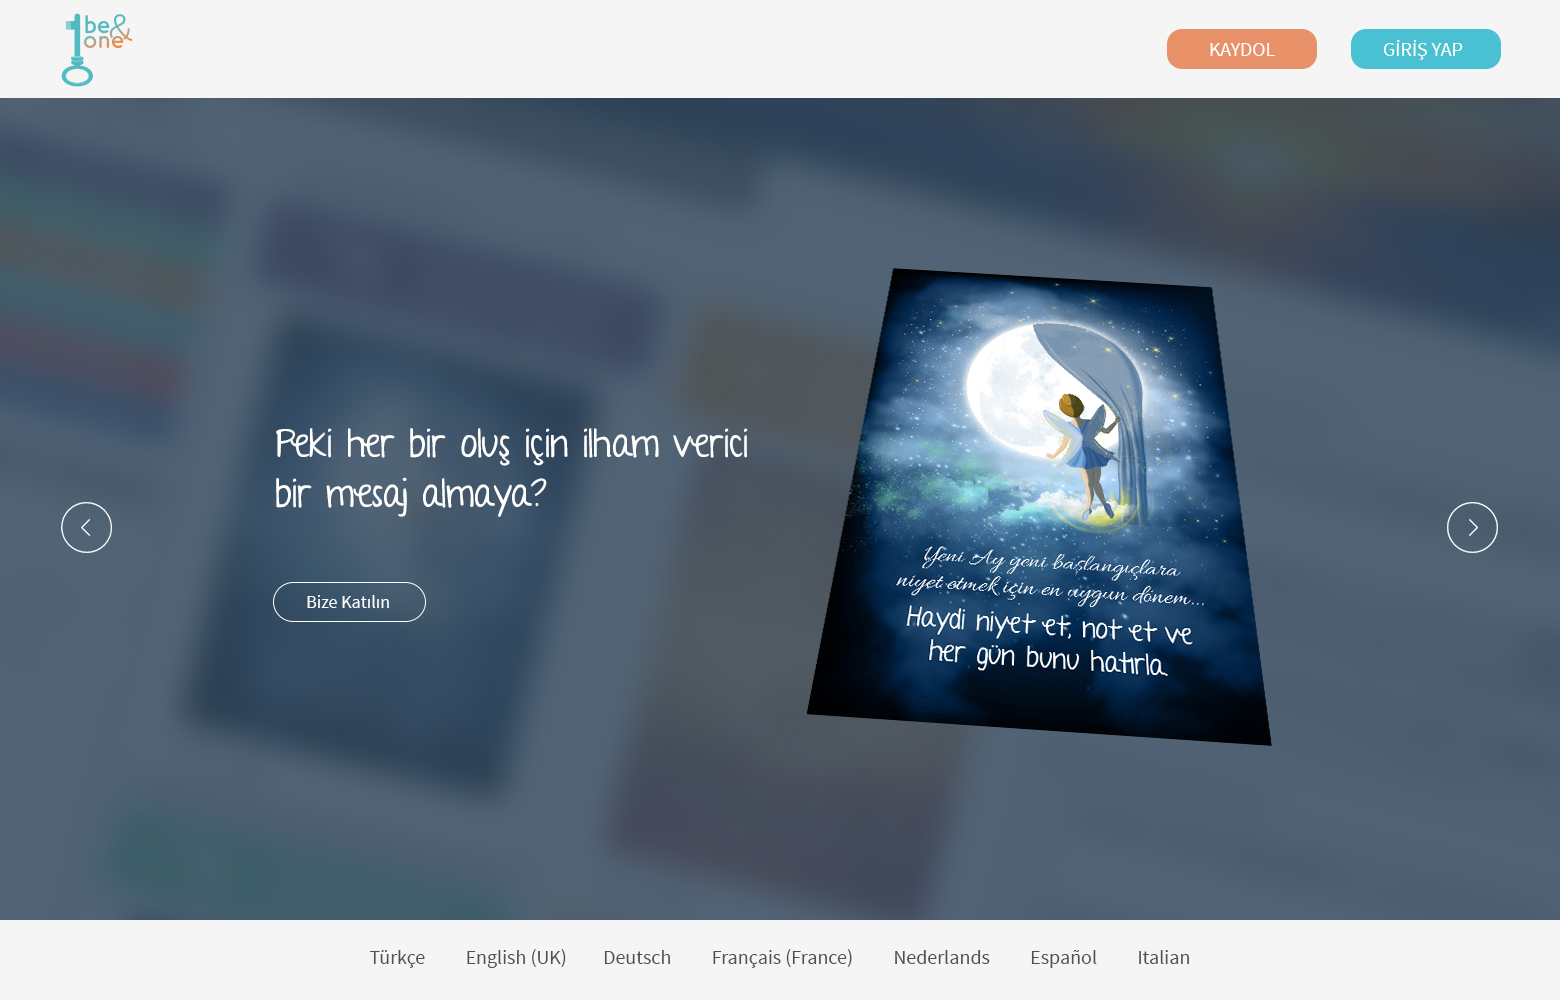 be&
one
KAYDOL
GİRİŞ YAP
Peki her bir oluş için ilham verici
bir mesaj almaya?
Bize Katılın
Yeni Ay yeni başlangıçlara
niyet etmek için en uygun dönem...
Haydi niyet et, not et ve
her gün bunu hatırla
Türkçe
English (UK)
Deutsch
Français (France)
Nederlands
Español
Italian